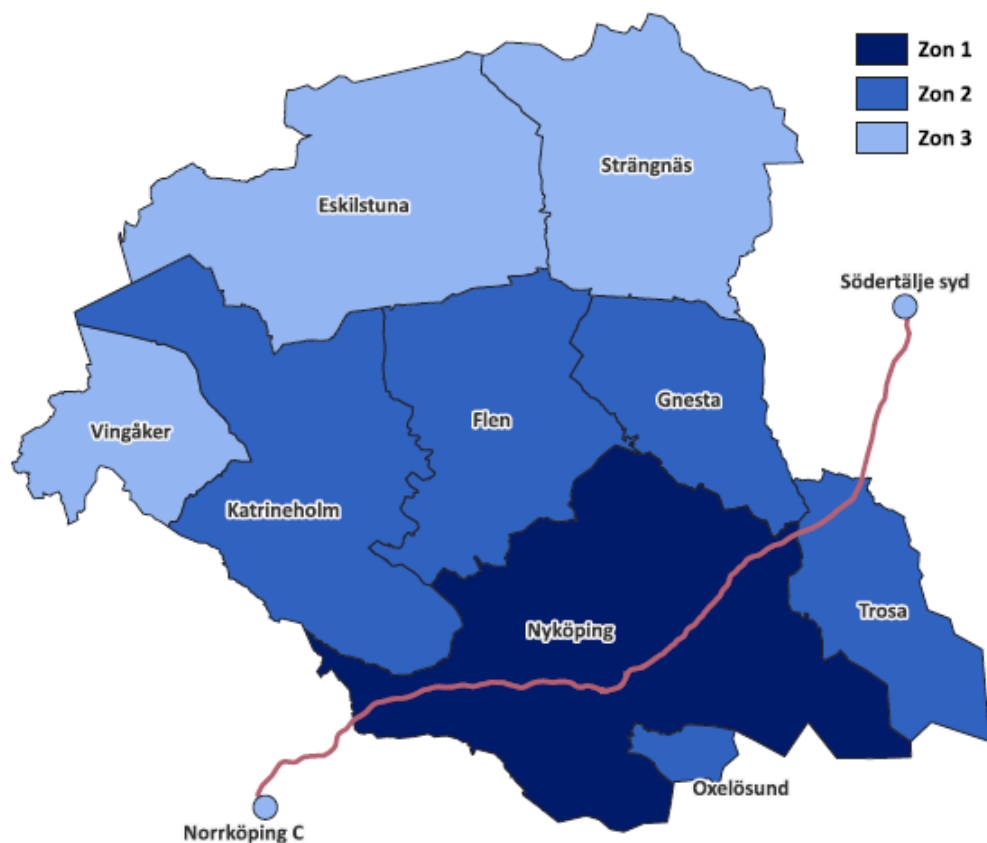 Zon 1
Zon 2
Zon 3
Strängnäs
Eskilstuna
Södertälje syd
Gnesta
Flen
Vingåker
Katrineholm
Trosa
Nyköping
Oxelösund
Norrköping C